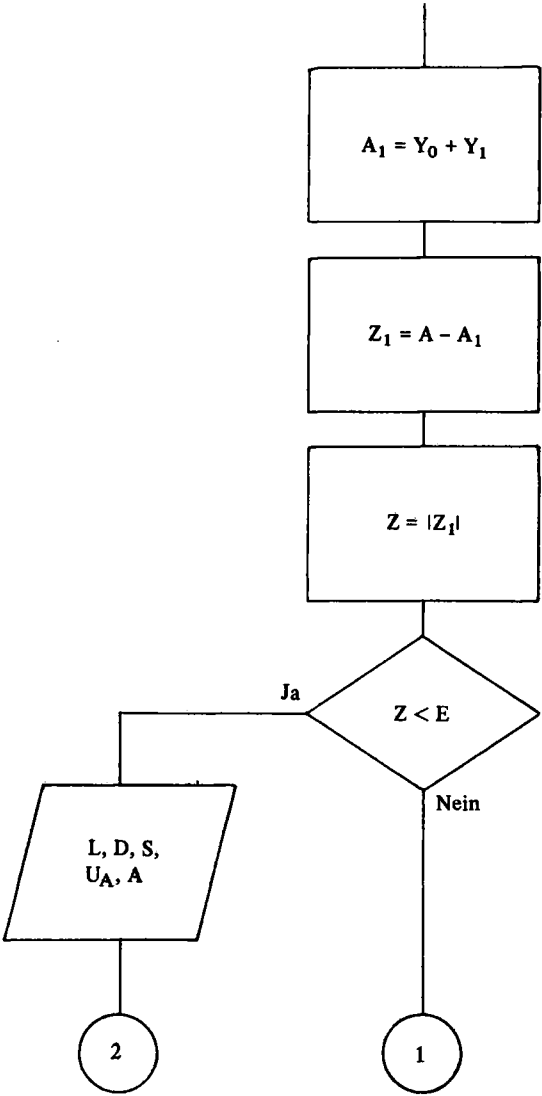 A₁ = Y₀ + Y₁
Z₁ = A – A₁
Z = |Z₁|
Ja
Z < E
Nein
L, D, S,
U_A, A
2
1